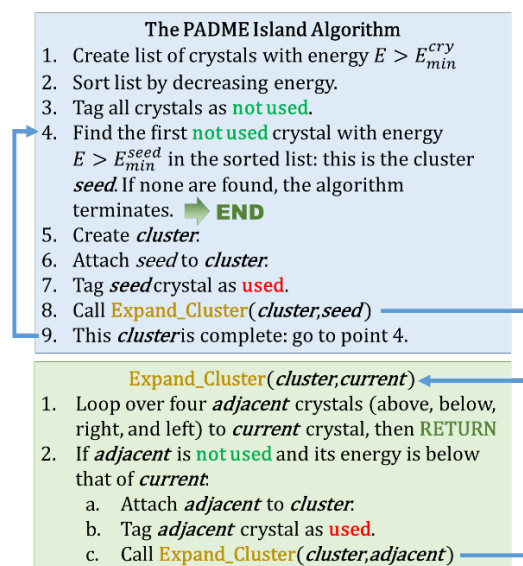 The PADME Island Algorithm
1. Create list of crystals with energy E > E_{min}^{cry}
2. Sort list by decreasing energy.
3. Tag all crystals as not used.
4. Find the first not used crystal with energy
E > E_{min}^{seed} in the sorted list: this is the cluster
seed. If none are found, the algorithm
terminates. END
5. Create cluster.
6. Attach seed to cluster.
7. Tag seed crystal as used.
8. Call Expand_Cluster(cluster,seed)
9. This cluster is complete: go to point 4.
Expand_Cluster(cluster,current)
1. Loop over four adjacent crystals (above, below,
right, and left) to current crystal, then RETURN
2. If adjacent is not used and its energy is below
that of current:
a. Attach adjacent to cluster.
b. Tag adjacent crystal as used.
c. Call Expand_Cluster(cluster,adjacent)